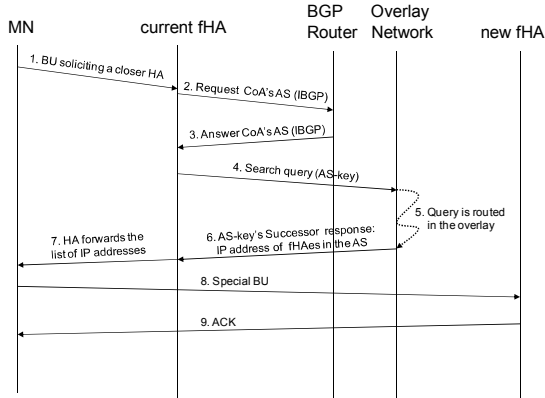 MN
current fHA
BGP
Router
Overlay
Network
new fHA
1. BU soliciting a closer HA
2. Request CoA's AS (IBGP)
3. Answer CoA's AS (IBGP)
4. Search query (AS-key)
5. Query is routed
in the overlay
6. AS-key's Successor response:
IP address of fHAes in the AS
7. HA forwards the
list of IP addresses
8. Special BU
9. ACK